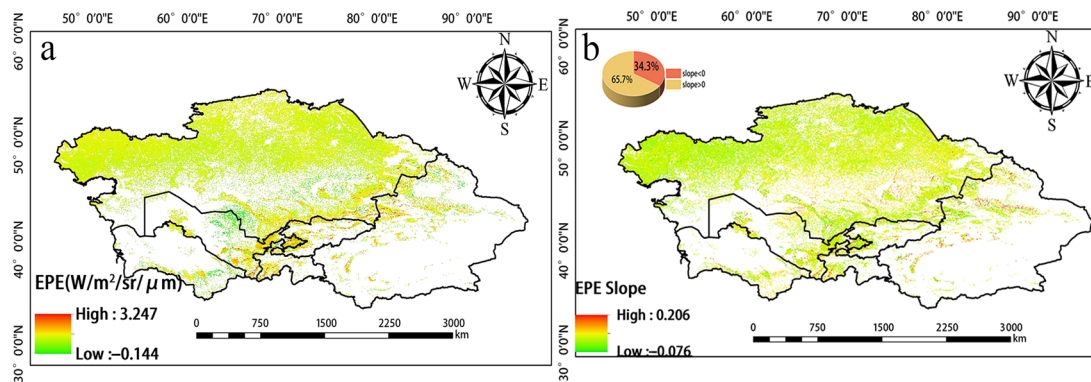 50° 0'0"E 60° 0'0"E 70° 0'0"E 80° 0'0"E 90° 0'0"E
50° 0'0"E 60° 0'0"E 70° 0'0"E 80° 0'0"E 90° 0'0"E
a
b
60° 0'0"N
50° 0'0"N
40° 0'0"N
30° 0'0"N
N
W E
S
EPE(W/m²/sr/μm)
High : 3.247
Low :–0.144
0 750 1500 2250 3000
km
60° 0'0"N
50° 0'0"N
40° 0'0"N
30° 0'0"N
34.3%
65.7%
slope<0
slope>0
N
W E
S
EPE Slope
High : 0.206
Low :–0.076
0 750 1500 2250 3000
km